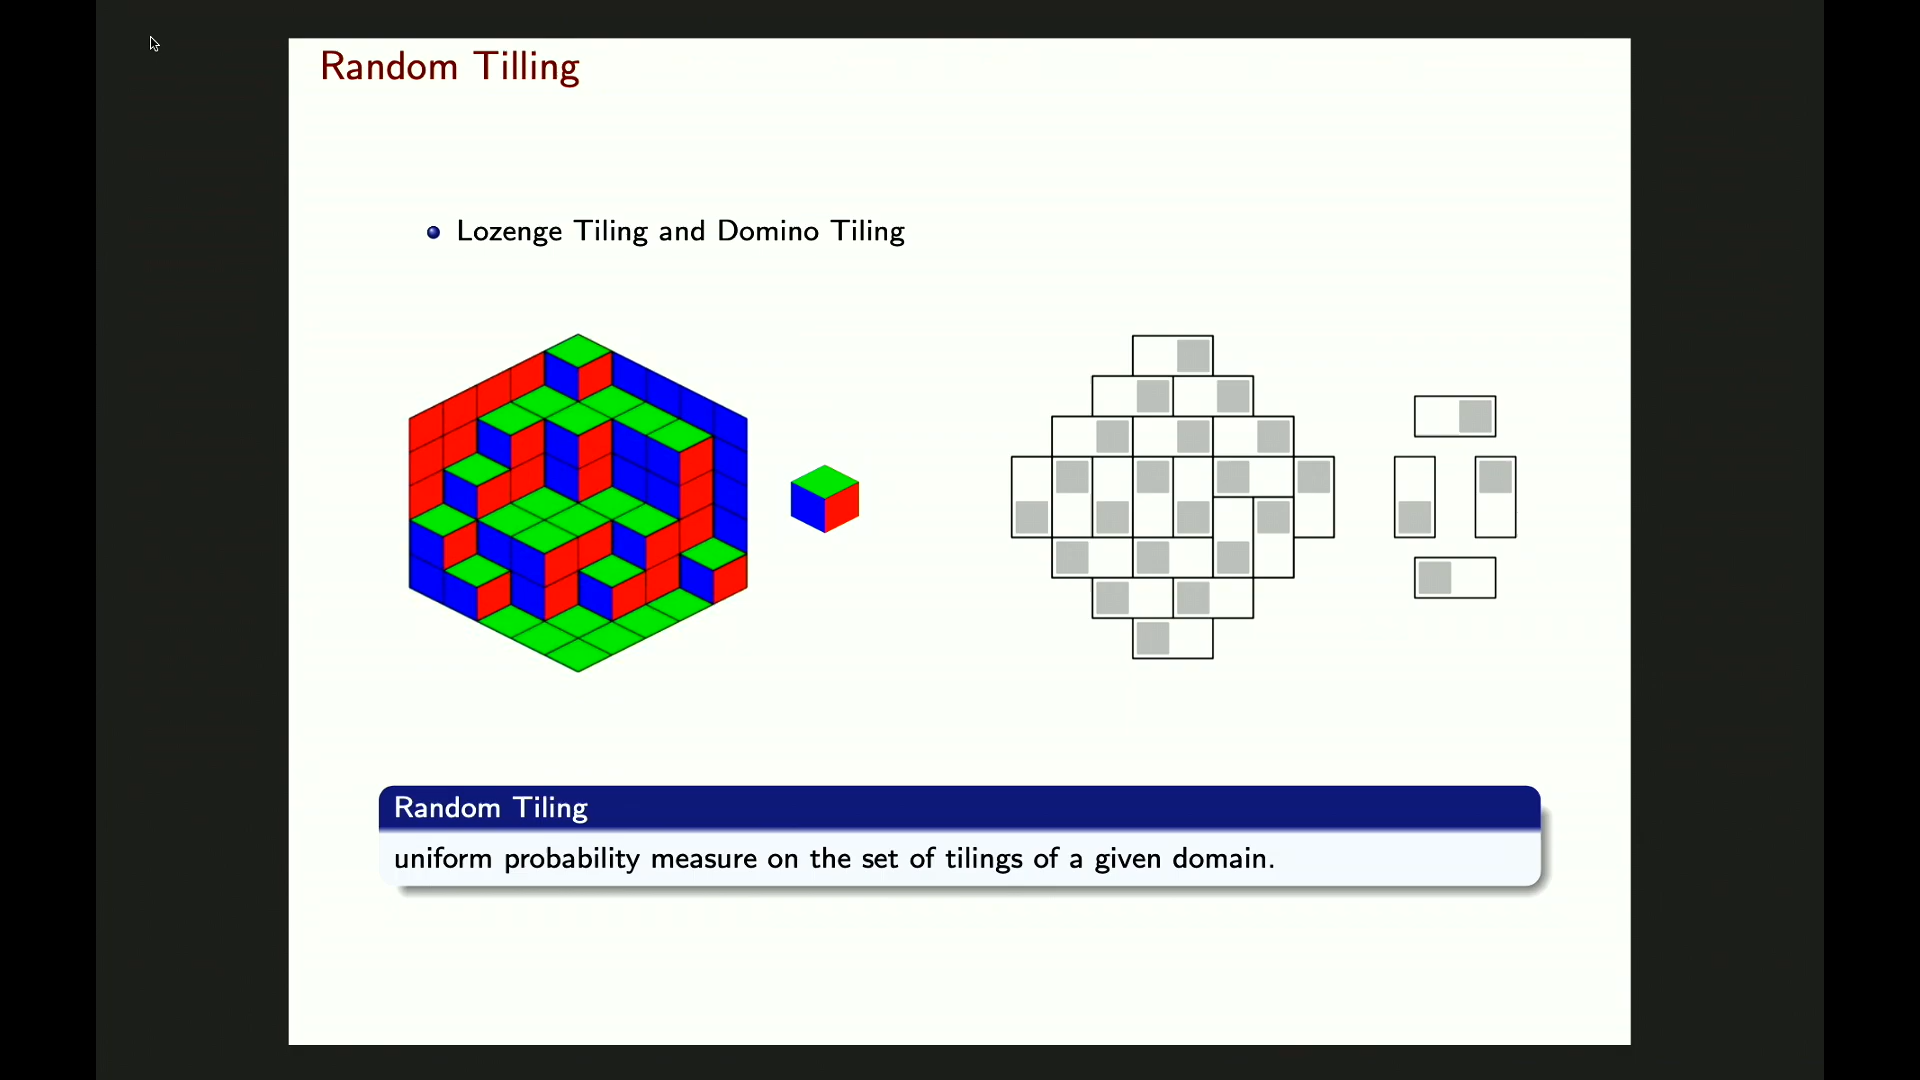 Random Tilling
Lozenge Tiling and Domino Tiling
Random Tiling
uniform probability measure on the set of tilings of a given domain.